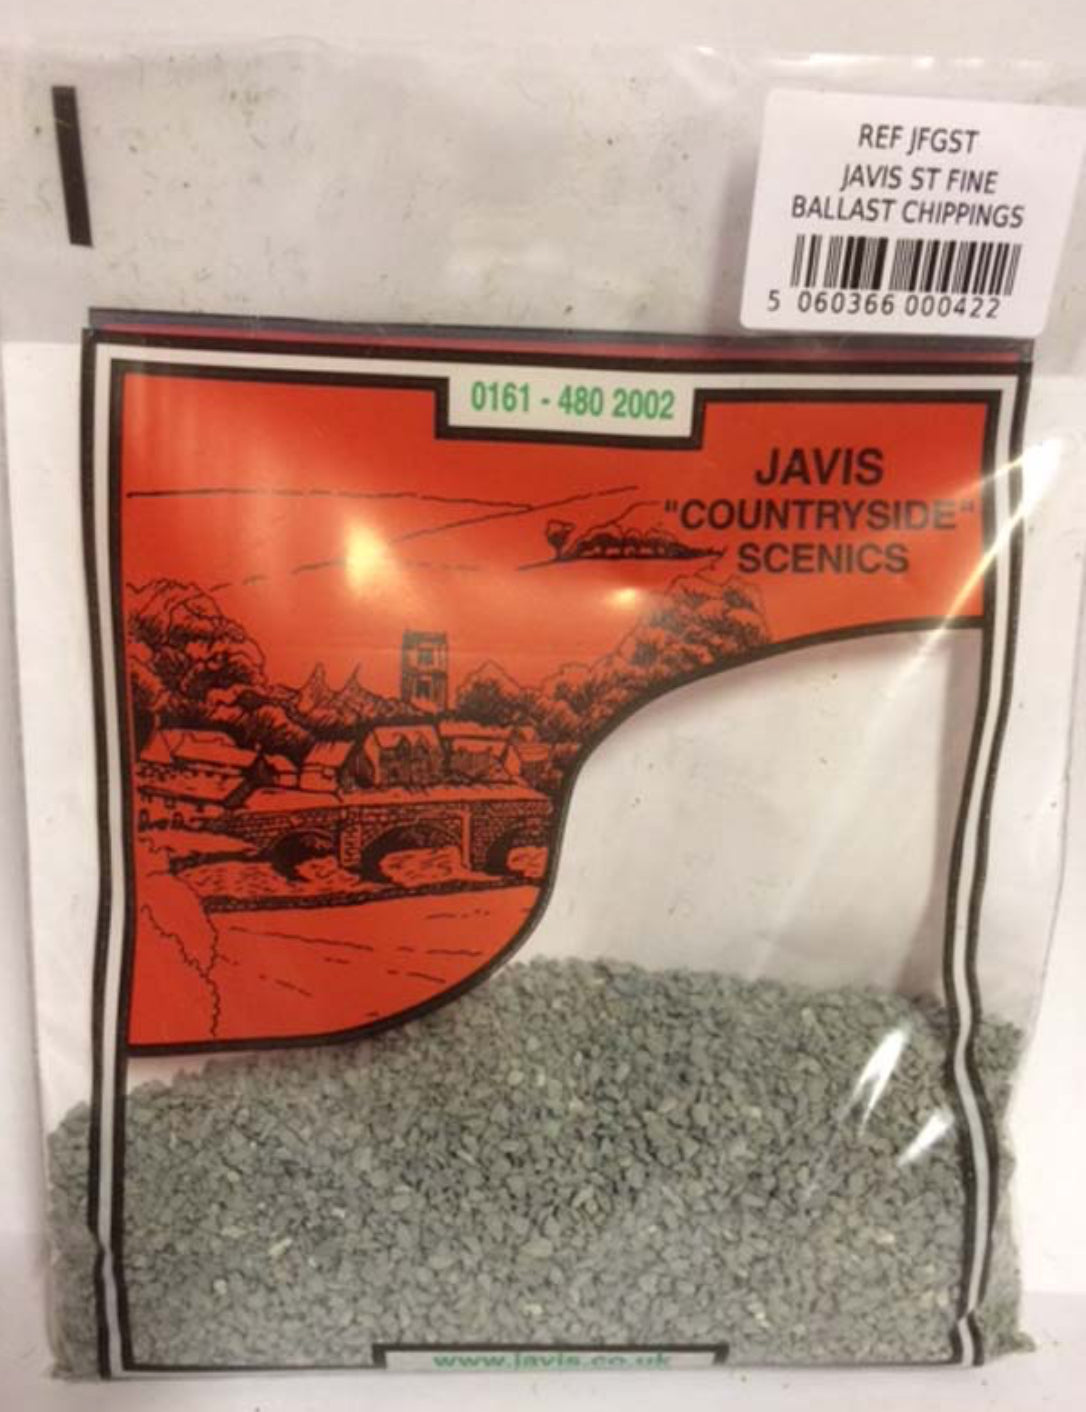 REF JFGST
JAVIS ST FINE
BALLAST CHIPPINGS
5 060366 000422
0161 - 480 2002
JAVIS
"COUNTRYSIDE"
SCENICS
www.javis.co.uk